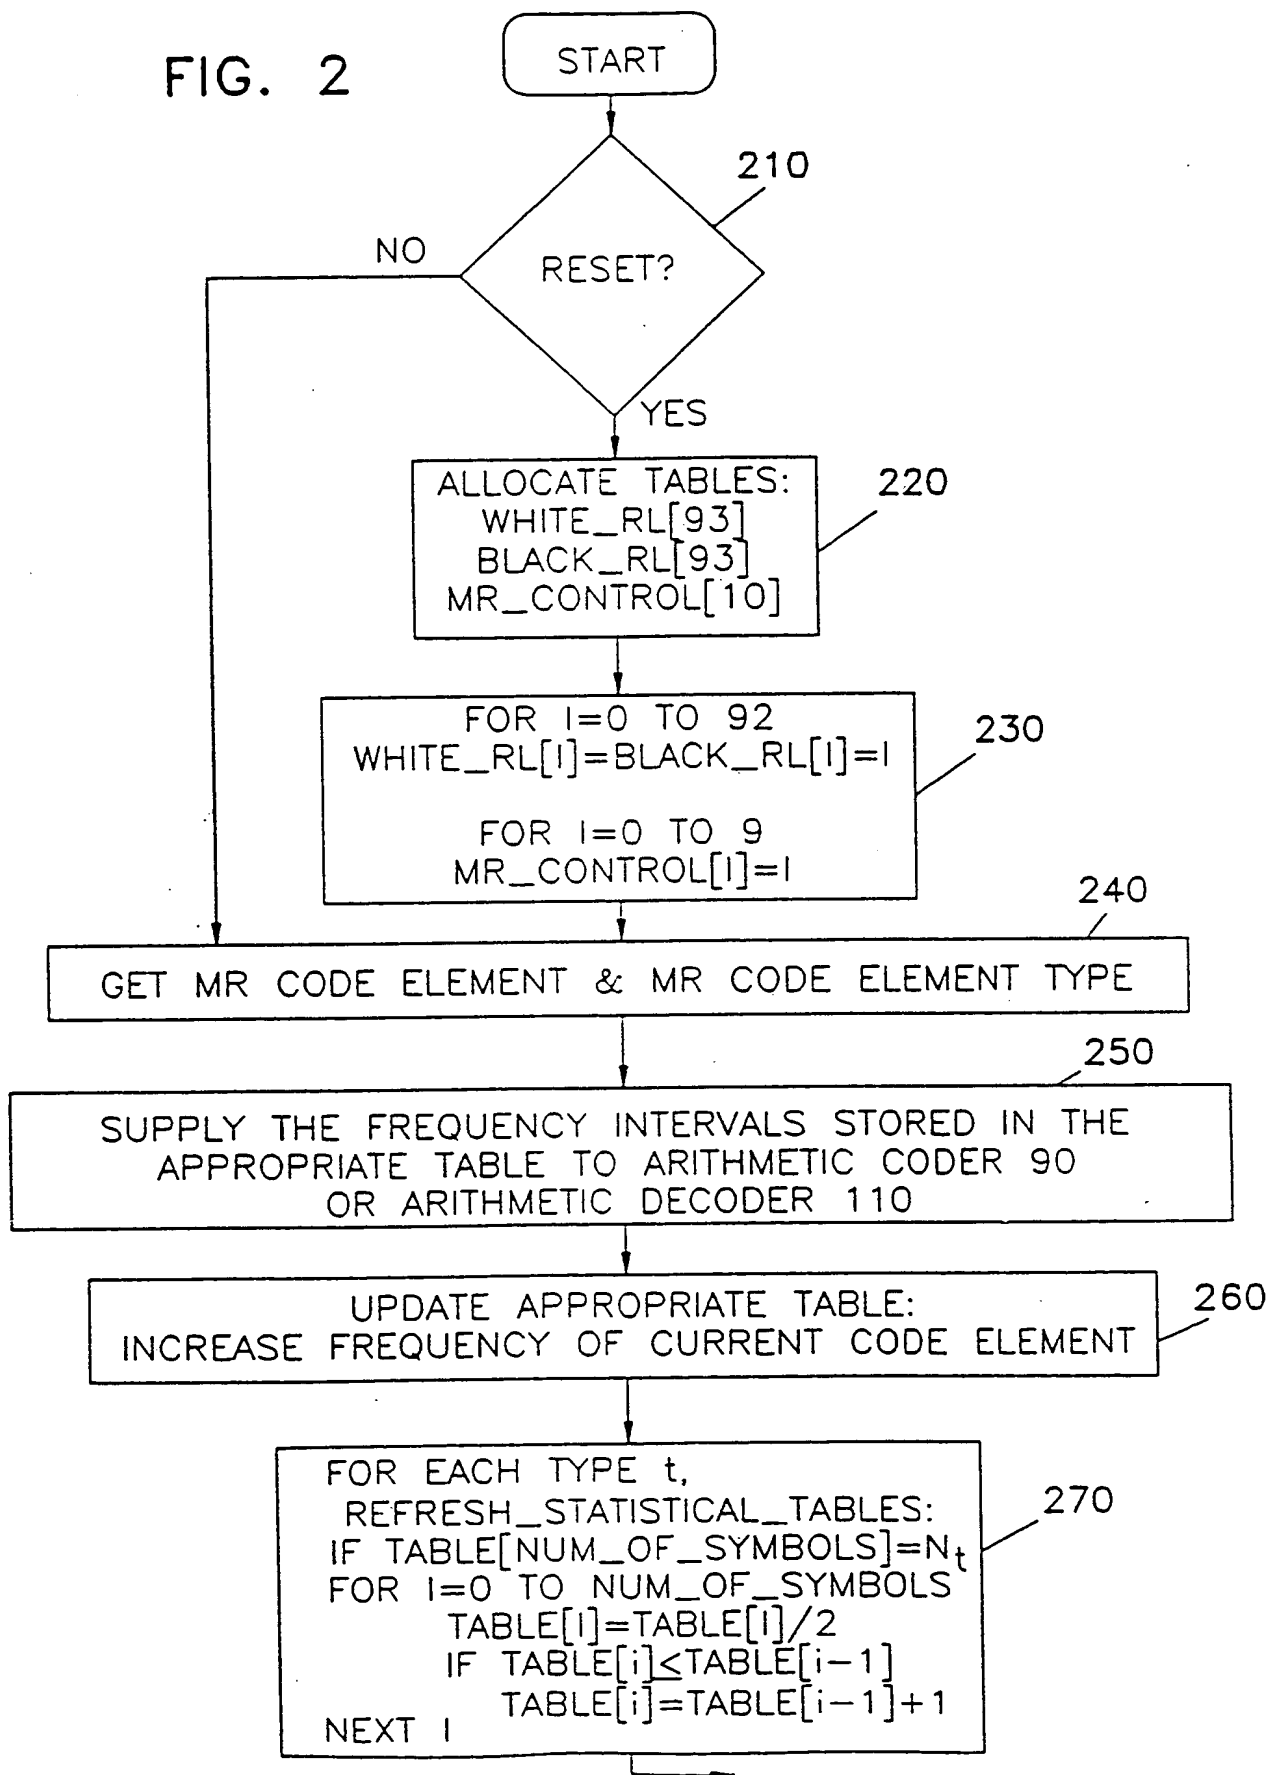 FIG. 2
START
210
RESET?
NO
YES
ALLOCATE TABLES:
WHITE_RL[93]
BLACK_RL[93]
MR_CONTROL[10]
220
FOR I=0 TO 92
WHITE_RL[I]=BLACK_RL[I]=I
FOR I=0 TO 9
MR_CONTROL[I]=I
230
240
GET MR CODE ELEMENT & MR CODE ELEMENT TYPE
250
SUPPLY THE FREQUENCY INTERVALS STORED IN THE
APPROPRIATE TABLE TO ARITHMETIC CODER 90
OR ARITHMETIC DECODER 110
UPDATE APPROPRIATE TABLE:
INCREASE FREQUENCY OF CURRENT CODE ELEMENT
260
FOR EACH TYPE t,
REFRESH_STATISTICAL_TABLES:
IF TABLE[NUM_OF_SYMBOLS]=Nt
FOR I=0 TO NUM_OF_SYMBOLS
TABLE[I]=TABLE[I]/2
IF TABLE[i]≤TABLE[i-1]
TABLE[i]=TABLE[i-1]+1
NEXT I
270